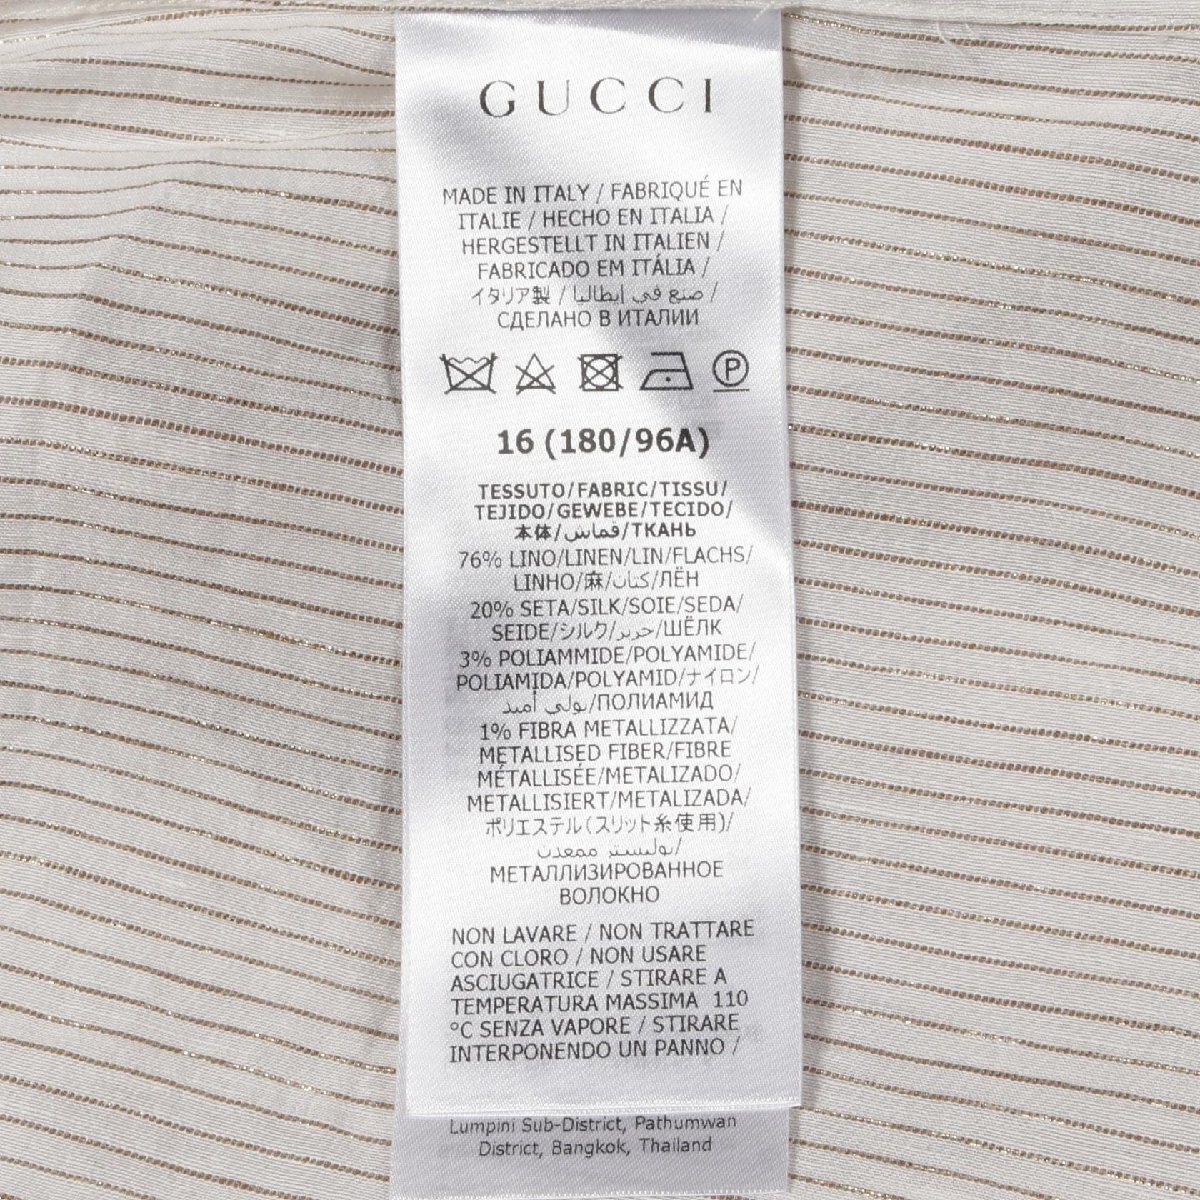 GUCCI
MADE IN ITALY / FABRIQUÉ EN
ITALIE / HECHO EN ITALIA /
HERGESTELLT IN ITALIEN /
FABRICADO EM ITÁLIA /
イタリア製 / صنع في إيطاليا /
СДЕЛАНО В ИТАЛИИ
P
16 (180/96A)
TESSUTO/FABRIC/TISSU/
TEJIDO/GEWEBE/TECIDO/
本体/قماش/ТКАНЬ
76% LINO/LINEN/LIN/FLACHS/
LINHO/麻/كتان/ЛЁН
20% SETA/SILK/SOIE/SEDA/
SEIDE/シルク/حرير/ШЁЛК
3% POLIAMMIDE/POLYAMIDE/
POLIAMIDA/POLYAMID/ナイロン/
بولي أميد/ПОЛИАМИД
1% FIBRA METALLIZZATA/
METALLISED FIBER/FIBRE
MÉTALLISÉE/METALIZADO/
METALLISIERT/METALIZADA/
ポリエステル(スリット糸使用)/
بوليستر ممعدن/
МЕТАЛЛИЗИРОВАННОЕ
ВОЛОКНО
NON LAVARE / NON TRATTARE
CON CLORO / NON USARE
ASCIUGATRICE / STIRARE A
TEMPERATURA MASSIMA 110
°C SENZA VAPORE / STIRARE
INTERPONENDO UN PANNO /
Lumpini Sub-District, Pathumwan
District, Bangkok, Thailand